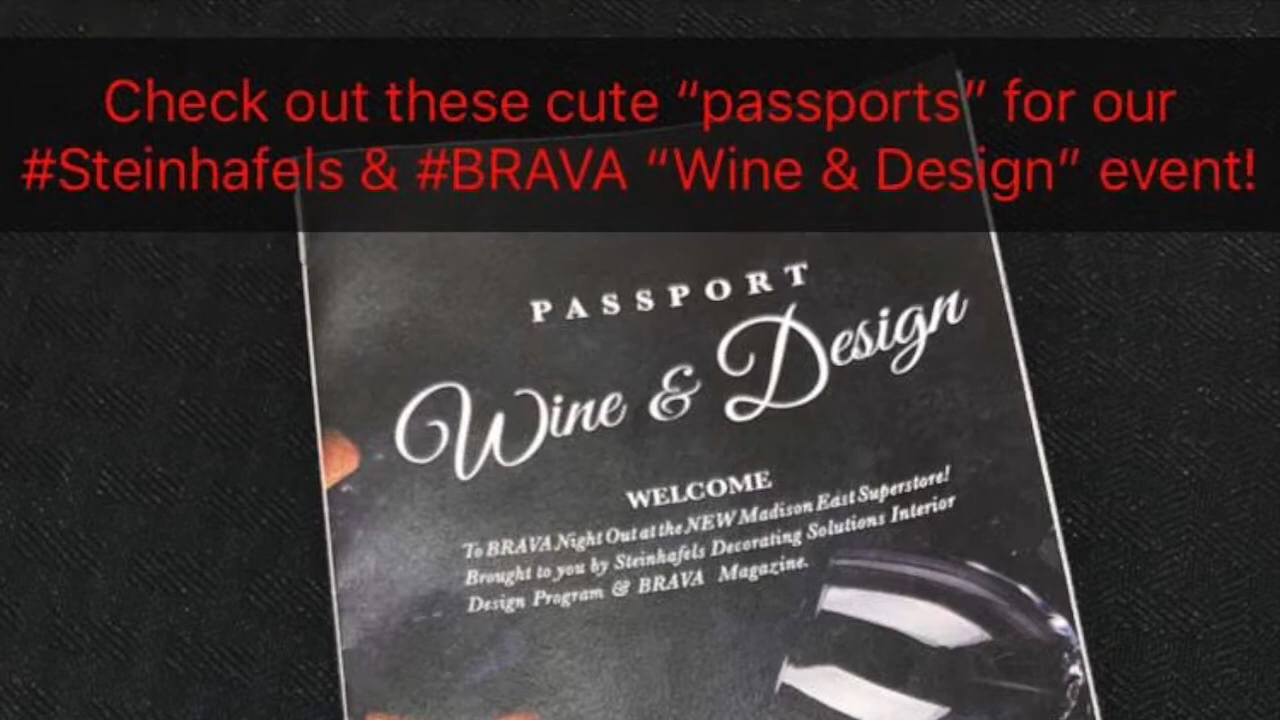 Check out these cute “passports” for our
#Steinhafels & #BRAVA “Wine & Design” event!
PASSPORT
Wine & Design
WELCOME
To BRAVA Night Out at the NEW Madison East Superstore!
Brought to you by Steinhafels Decorating Solutions Interior
Design Program & BRAVA Magazine.